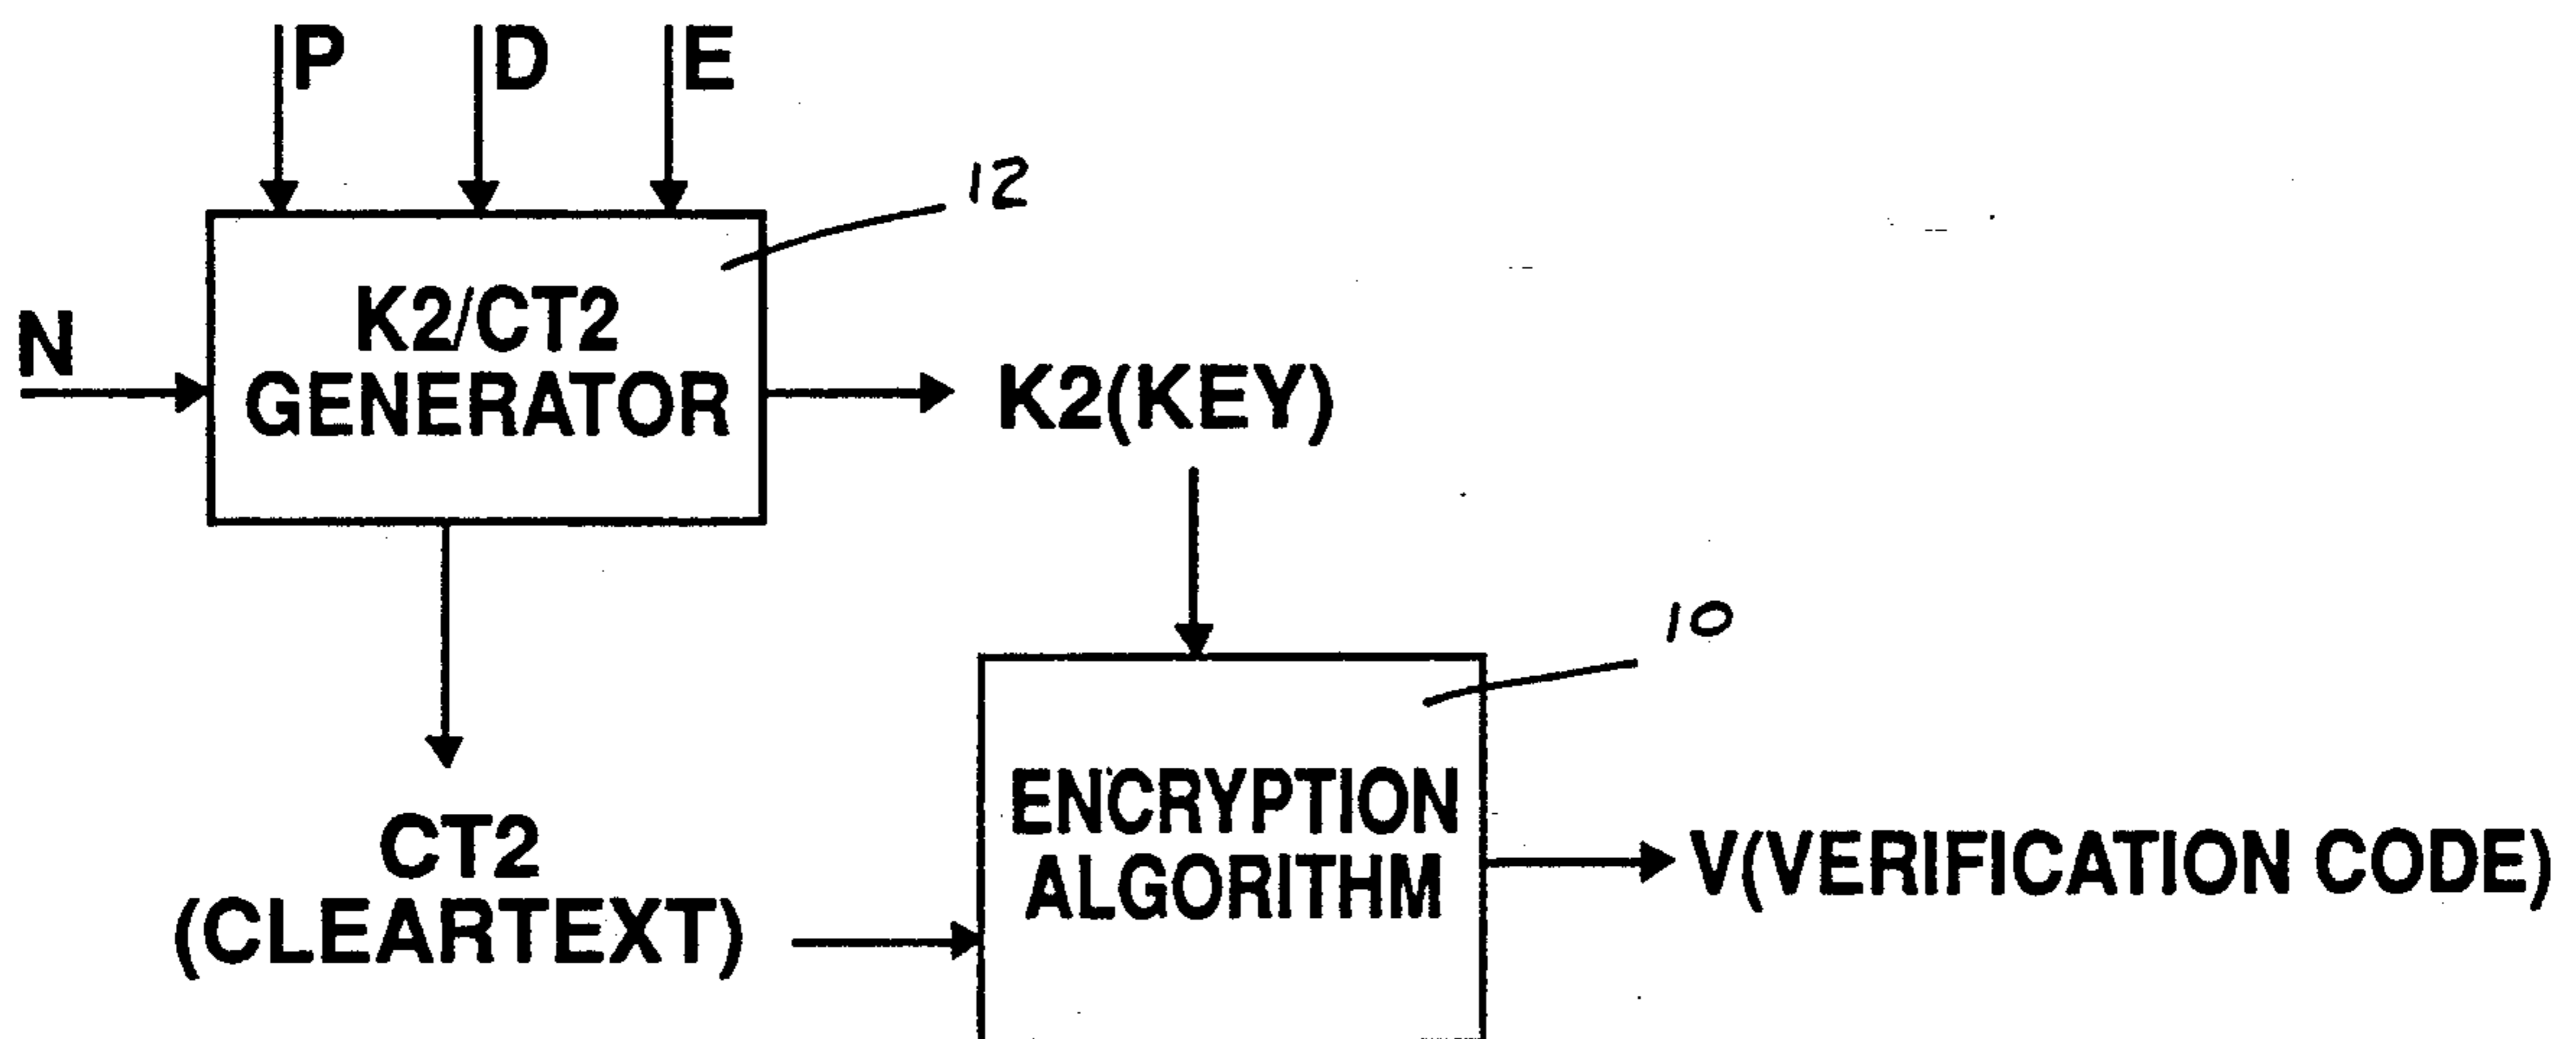 P D E
12
K2/CT2
GENERATOR
N
K2(KEY)
10
ENCRYPTION
ALGORITHM
CT2
(CLEARTEXT)
V(VERIFICATION CODE)